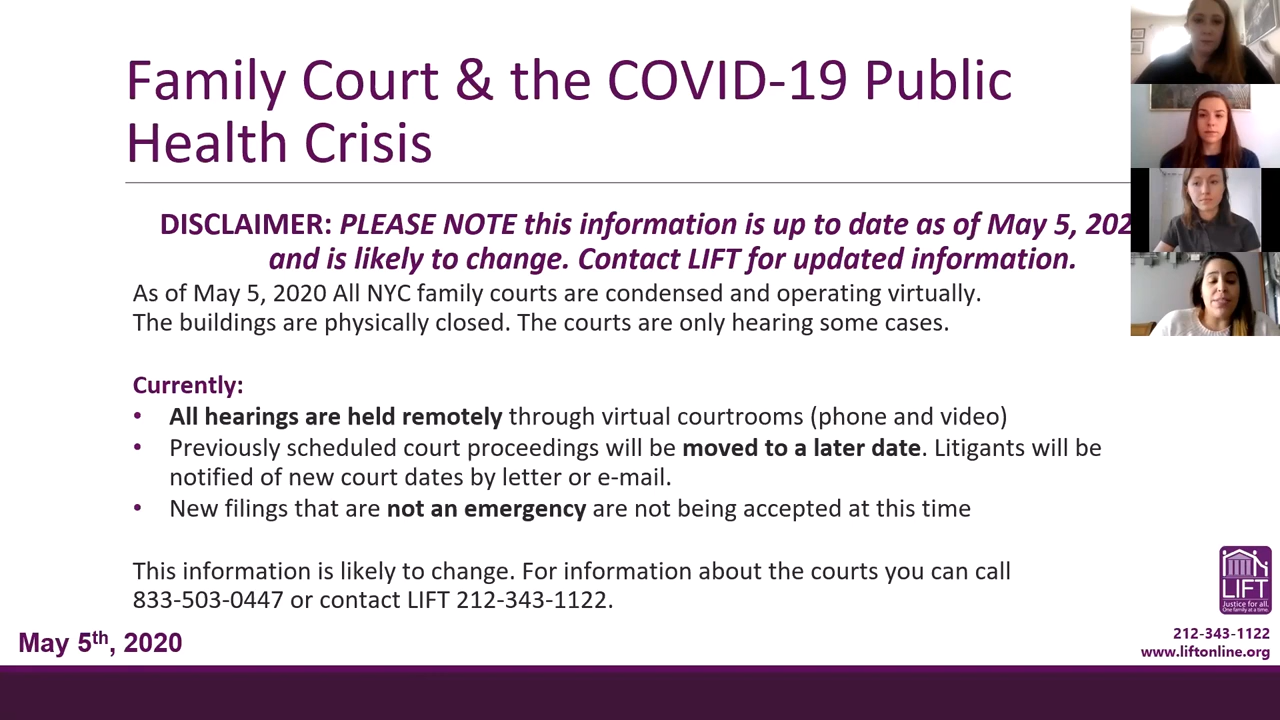 Family Court & the COVID-19 Public
Health Crisis
DISCLAIMER: PLEASE NOTE this information is up to date as of May 5, 202
and is likely to change. Contact LIFT for updated information.
As of May 5, 2020 All NYC family courts are condensed and operating virtually.
The buildings are physically closed. The courts are only hearing some cases.
Currently:
• All hearings are held remotely through virtual courtrooms (phone and video)
• Previously scheduled court proceedings will be moved to a later date. Litigants will be
notified of new court dates by letter or e-mail.
• New filings that are not an emergency are not being accepted at this time
This information is likely to change. For information about the courts you can call
833-503-0447 or contact LIFT 212-343-1122.
May 5th, 2020
LIFT
Justice for all.
One family at a time.
212-343-1122
www.liftonline.org